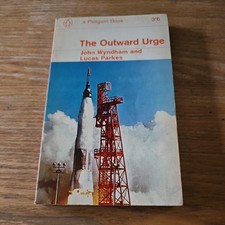 a Penguin Book
The Outward Urge
John Wyndham and
Lucas Parkes